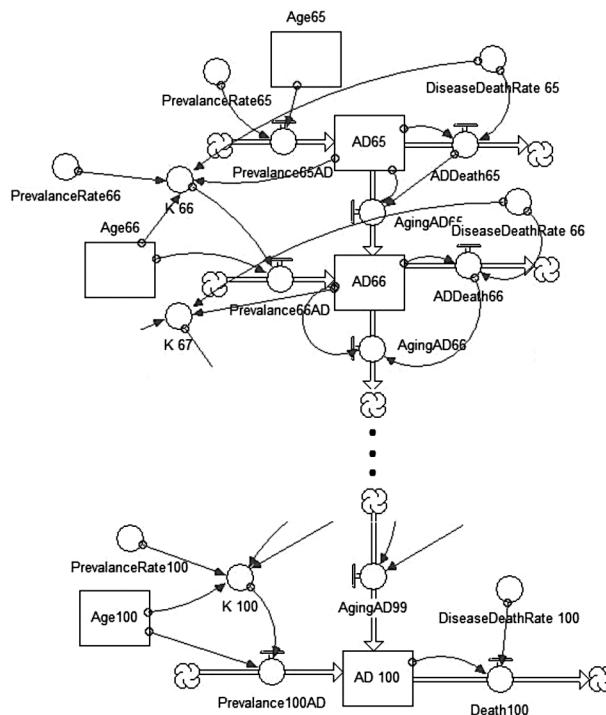 Age65
PrevalanceRate65
DiseaseDeathRate 65
AD65
Prevalance65AD
ADDeath65
PrevalanceRate66
K 66
Age66
AgingAD65
DiseaseDeathRate 66
AD66
Prevalance66AD
ADDeath66
K 67
AgingAD66
PrevalanceRate100
K 100
Age100
AgingAD99
DiseaseDeathRate 100
AD 100
Prevalance100AD
Death100